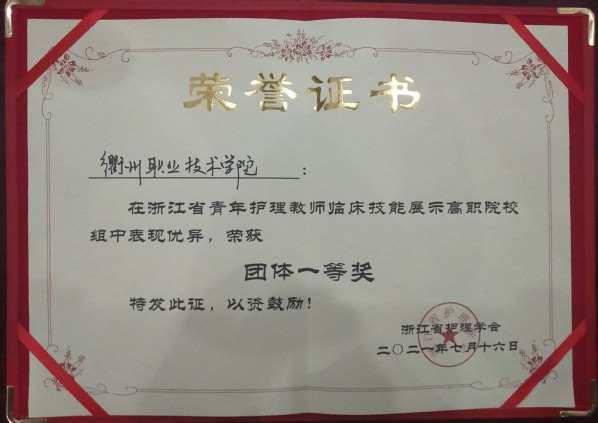 荣誉证书
衢州职业技术学院：
在浙江省青年护理教师临床技能展示高职院校
组中表现优异，荣获
团体一等奖
特发此证，以资鼓励！
浙江省护理学会
二〇二一年七月十六日